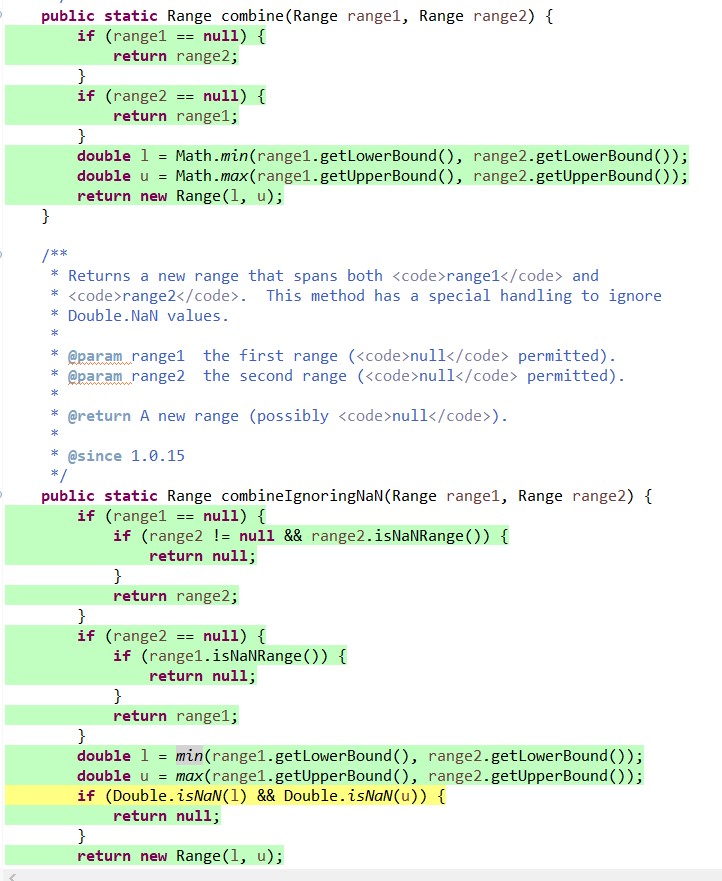 public static Range combine(Range range1, Range range2) {
if (range1 == null) {
return range2;
}
if (range2 == null) {
return range1;
}
double l = Math.min(range1.getLowerBound(), range2.getLowerBound());
double u = Math.max(range1.getUpperBound(), range2.getUpperBound());
return new Range(l, u);
}
/**
* Returns a new range that spans both <code>range1</code> and
* <code>range2</code>.  This method has a special handling to ignore
* Double.NaN values.
*
* @param range1  the first range (<code>null</code> permitted).
* @param range2  the second range (<code>null</code> permitted).
*
* @return A new range (possibly <code>null</code>).
*
* @since 1.0.15
*/
public static Range combineIgnoringNaN(Range range1, Range range2) {
if (range1 == null) {
if (range2 != null && range2.isNaNRange()) {
return null;
}
return range2;
}
if (range2 == null) {
if (range1.isNaNRange()) {
return null;
}
return range1;
}
double l = min(range1.getLowerBound(), range2.getLowerBound());
double u = max(range1.getUpperBound(), range2.getUpperBound());
if (Double.isNaN(l) && Double.isNaN(u)) {
return null;
}
return new Range(l, u);